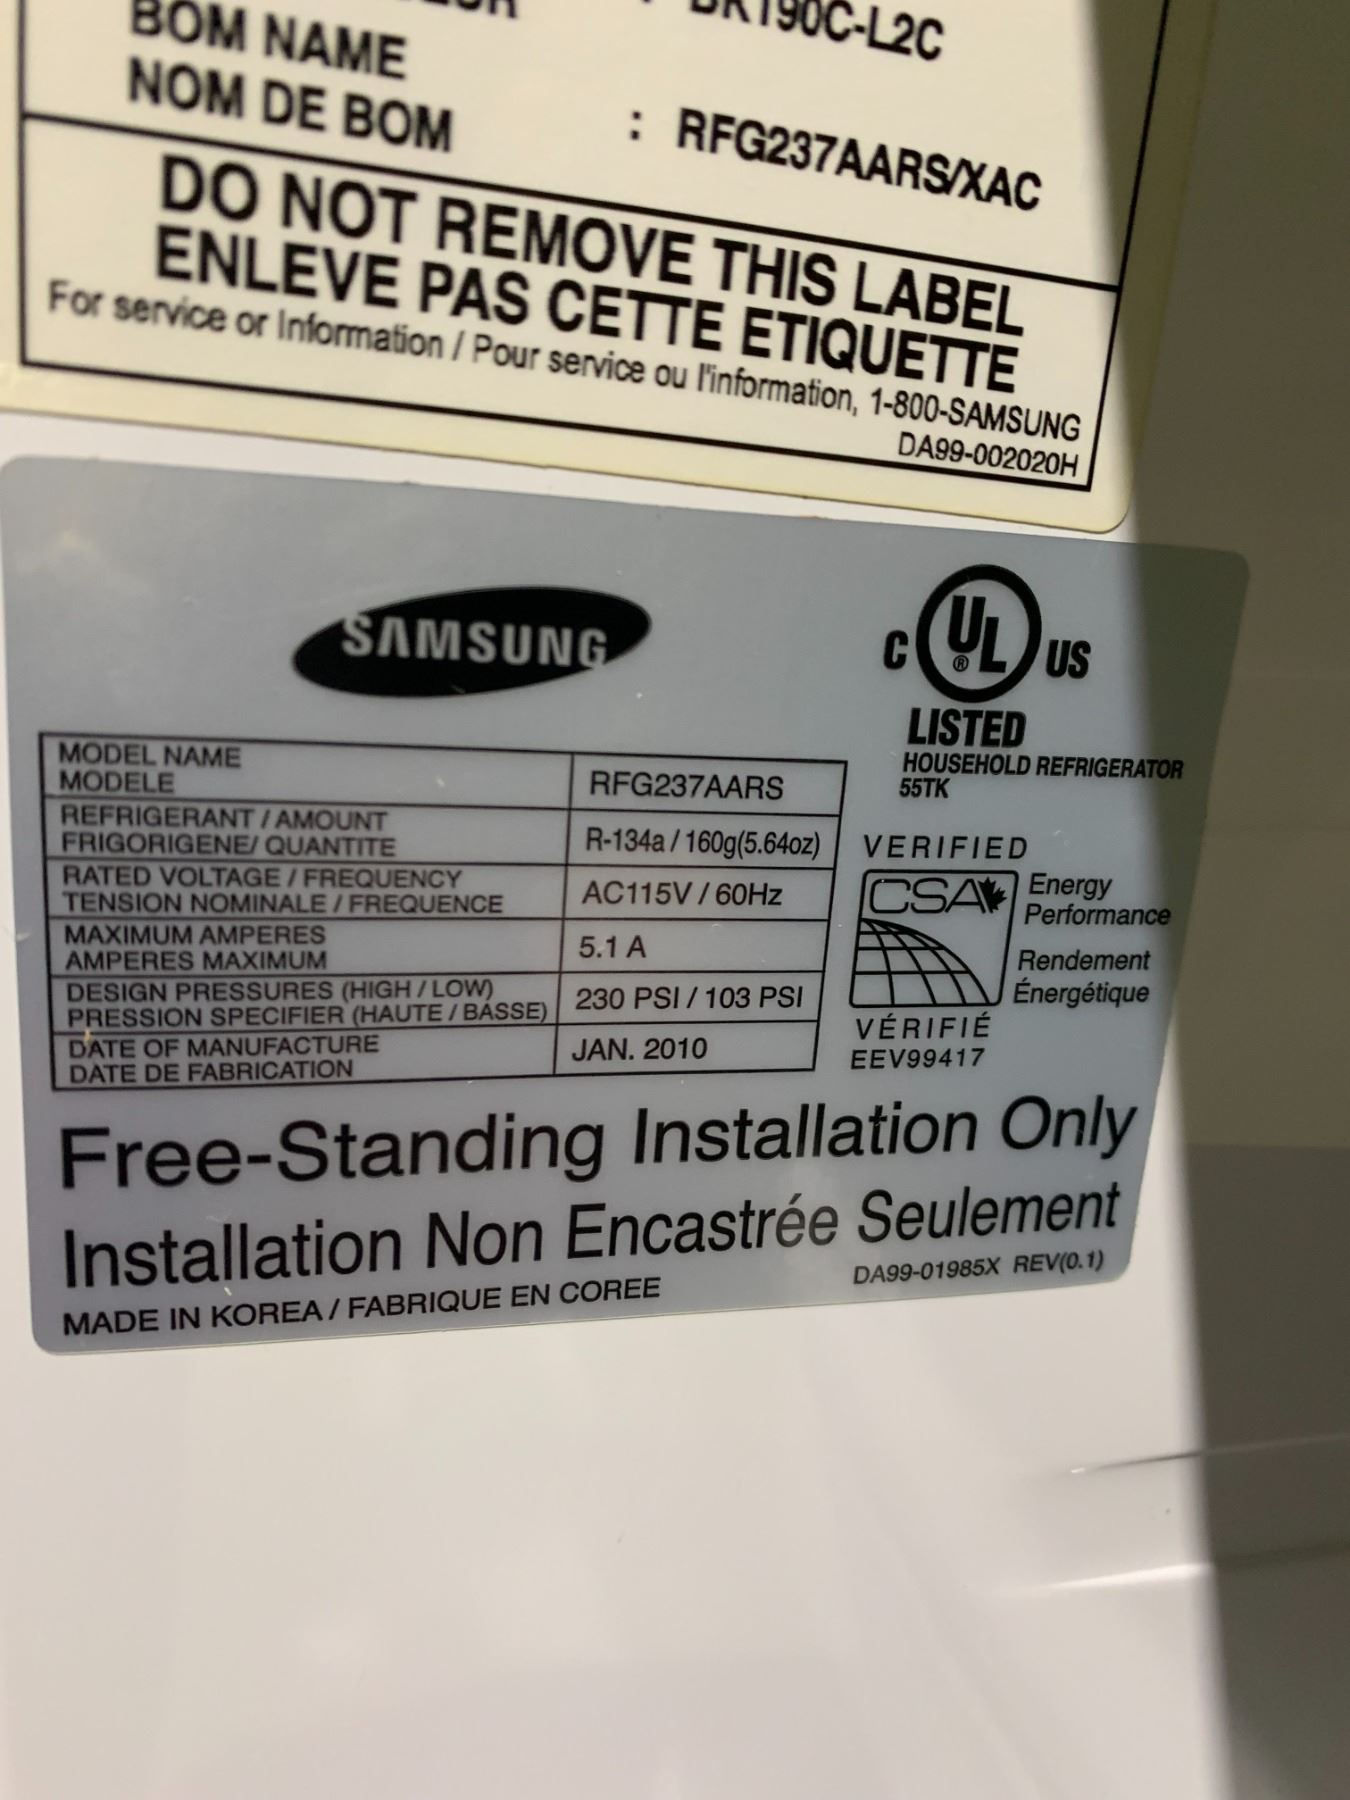 BOM NAME
NOM DE BOM : RFG237AARS/XAC
DO NOT REMOVE THIS LABEL
ENLEVE PAS CETTE ETIQUETTE
For service or Information / Pour service ou l'information, 1-800-SAMSUNG
DA99-002020H
SAMSUNG
C UL ® US
LISTED
HOUSEHOLD REFRIGERATOR
55TK
MODEL NAME
MODELE
RFG237AARS
REFRIGERANT / AMOUNT
FRIGORIGENE/ QUANTITE
R-134a / 160g(5.64oz)
RATED VOLTAGE / FREQUENCY
TENSION NOMINALE / FREQUENCE
AC115V / 60Hz
MAXIMUM AMPERES
AMPERES MAXIMUM
5.1 A
DESIGN PRESSURES (HIGH / LOW)
PRESSION SPECIFIER (HAUTE / BASSE)
230 PSI / 103 PSI
DATE OF MANUFACTURE
DATE DE FABRICATION
JAN. 2010
VERIFIED
CSA
Energy
Performance
Rendement
Énergétique
VÉRIFIÉ
EEV99417
Free-Standing Installation Only
Installation Non Encastrée Seulement
MADE IN KOREA / FABRIQUE EN COREE
DA99-01985X REV(0.1)